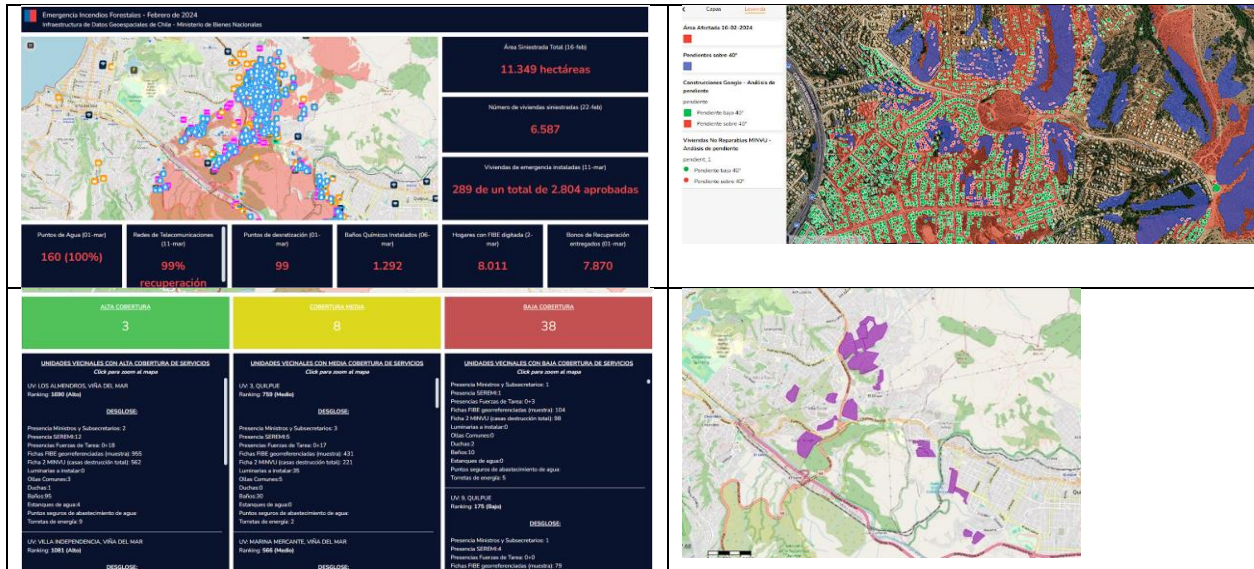 Emergencia Incendios Forestales - Febrero de 2024
Infraestructura de Datos Geoespaciales de Chile - Ministerio de Bienes Nacionales
Área Siniestrada Total (16-feb)
11.349 hectáreas
Número de viviendas siniestradas (22-feb)
6.587
Viviendas de emergencia instaladas (11-mar)
289 de un total de 2.804 aprobadas
Puntos de Agua (01-mar)
160 (100%)
Redes de Telecomunicaciones
(11-mar)
99%
recuperación
Puntos de desratización (01-
mar)
99
Baños Químicos Instalados (06-
mar)
1.292
Hogares con FIBE digitada (2-
mar)
8.011
Bonos de Recuperación
entregados (01-mar)
7.870
Capas
Leyenda
Área Afectada 16-02-2024
Pendientes sobre 40°
Construcciones Google - Análisis de
pendiente
pendiente
Pendiente bajo 40°
Pendiente sobre 40°
Viviendas No Reparables MINVU -
Análisis de pendiente
pendient_1
Pendiente bajo 40°
Pendiente sobre 40°
ALTA COBERTURA
3
COBERTURA MEDIA
8
BAJA COBERTURA
38
UNIDADES VECINALES CON ALTA COBERTURA DE SERVICIOS
Click para zoom al mapa
UV: LOS ALMENDROS, VIÑA DEL MAR
Ranking: 1690 (Alto)
DESGLOSE:
Presencia Ministros y Subsecretarios: 2
Presencia SEREMI:12
Presencias Fuerzas de Tarea: 0+18
Fichas FIBE georreferenciadas (muestra): 955
Ficha 2 MINVU (casas destrucción total): 562
Luminarias a instalar:0
Ollas Comunes:3
Duchas:1
Baños:95
Estanques de agua:4
Puntos seguros de abastecimiento de agua:
Torretas de energía: 9
UV: VILLA INDEPENDENCIA, VIÑA DEL MAR
Ranking: 1081 (Alto)
DESGLOSE:
UNIDADES VECINALES CON MEDIA COBERTURA DE SERVICIOS
Click para zoom al mapa
UV: 3, QUILPUE
Ranking: 759 (Medio)
DESGLOSE:
Presencia Ministros y Subsecretarios: 3
Presencia SEREMI:6
Presencias Fuerzas de Tarea: 0+17
Fichas FIBE georreferenciadas (muestra): 431
Ficha 2 MINVU (casas destrucción total): 221
Luminarias a instalar:35
Ollas Comunes:5
Duchas:0
Baños:30
Estanques de agua:0
Puntos seguros de abastecimiento de agua:
Torretas de energía: 2
UV: MARINA MERCANTE, VIÑA DEL MAR
Ranking: 566 (Medio)
DESGLOSE:
UNIDADES VECINALES CON BAJA COBERTURA DE SERVICIOS
Click para zoom al mapa
Presencia Ministros y Subsecretarios: 1
Presencia SEREMI:1
Presencias Fuerzas de Tarea: 0+3
Fichas FIBE georreferenciadas (muestra): 104
Ficha 2 MINVU (casas destrucción total): 98
Luminarias a instalar:0
Ollas Comunes:0
Duchas:2
Baños:10
Estanques de agua:0
Puntos seguros de abastecimiento de agua:
Torretas de energía: 5
UV: 9, QUILPUE
Ranking: 175 (Bajo)
DESGLOSE:
Presencia Ministros y Subsecretarios: 1
Presencia SEREMI:4
Presencias Fuerzas de Tarea: 0+0
Fichas FIBE georreferenciadas (muestra): 79